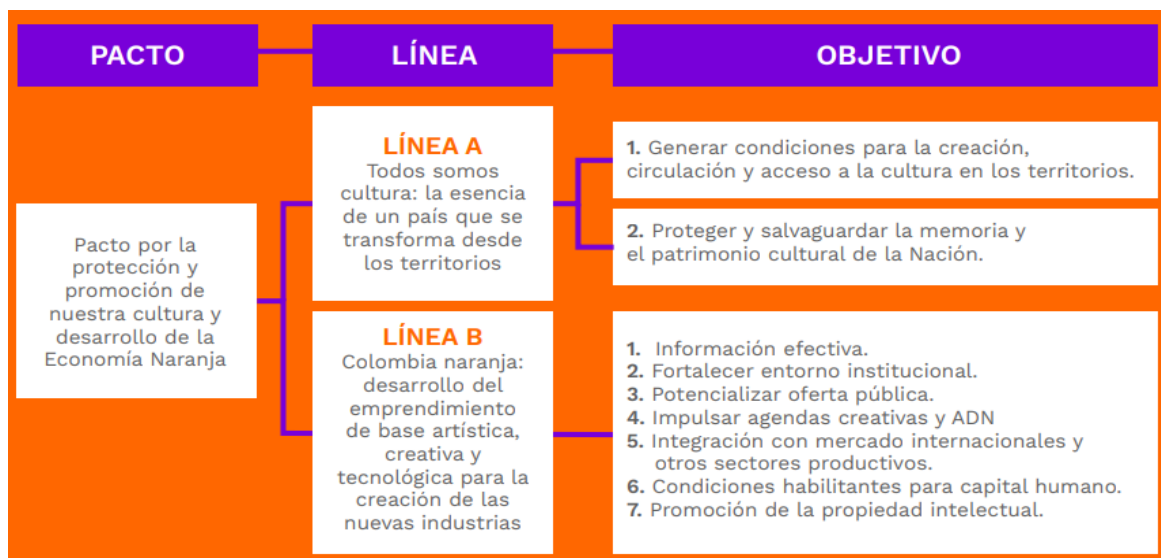 PACTO
LÍNEA
OBJETIVO
Pacto por la
protección y
promoción de
nuestra cultura y
desarrollo de la
Economía Naranja
LÍNEA A
Todos somos
cultura: la esencia
de un país que se
transforma desde
los territorios
1. Generar condiciones para la creación,
circulación y acceso a la cultura en los territorios.
2. Proteger y salvaguardar la memoria y
el patrimonio cultural de la Nación.
LÍNEA B
Colombia naranja:
desarrollo del
emprendimiento
de base artística,
creativa y
tecnológica para la
creación de las
nuevas industrias
1. Información efectiva.
2. Fortalecer entorno institucional.
3. Potencializar oferta pública.
4. Impulsar agendas creativas y ADN
5. Integración con mercado internacionales y
otros sectores productivos.
6. Condiciones habilitantes para capital humano.
7. Promoción de la propiedad intelectual.